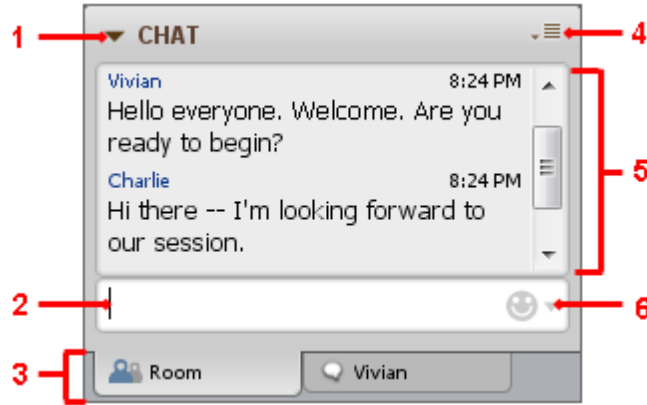 1 CHAT 4
Vivian 8:24 PM
Hello everyone. Welcome. Are you
ready to begin?
Charlie 8:24 PM
Hi there -- I'm looking forward to
our session.
5
2 6
3 Room Vivian